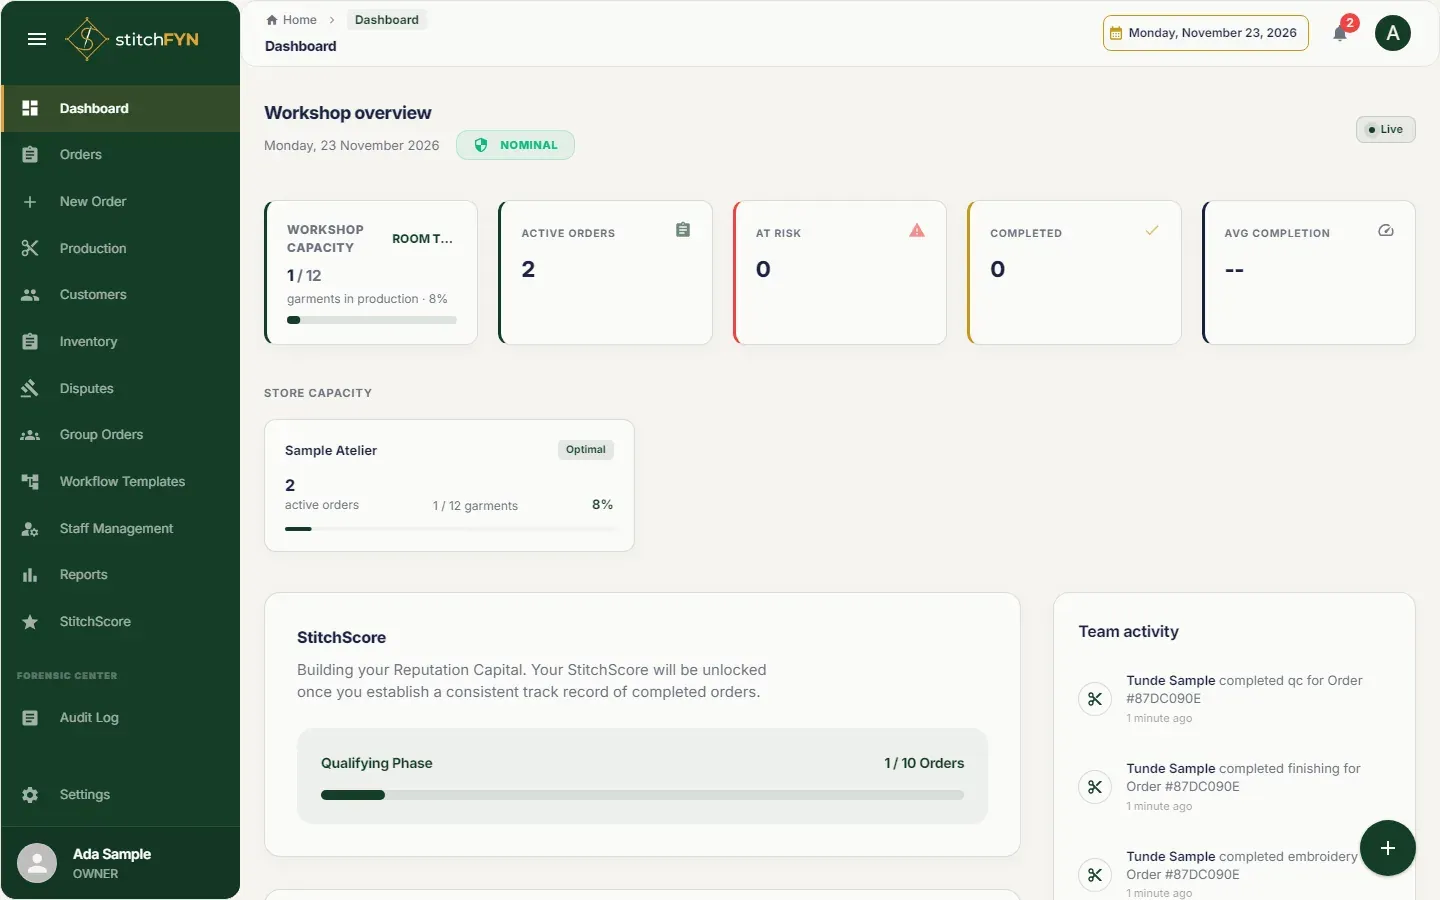 stitchFYN
Dashboard
Orders
New Order
Production
Customers
Inventory
Disputes
Group Orders
Workflow Templates
Staff Management
Reports
StitchScore
FORENSIC CENTER
Audit Log
Settings
Ada Sample
OWNER
Home > Dashboard
Dashboard
Monday, November 23, 2026
2
A
Workshop overview
Monday, 23 November 2026
NOMINAL
Live
WORKSHOP
CAPACITY
ROOM T...
1 / 12
garments in production · 8%
ACTIVE ORDERS
2
AT RISK
0
COMPLETED
0
AVG COMPLETION
--
STORE CAPACITY
Sample Atelier
Optimal
2
active orders
1 / 12 garments
8%
StitchScore
Building your Reputation Capital. Your StitchScore will be unlocked
once you establish a consistent track record of completed orders.
Qualifying Phase
1 / 10 Orders
Team activity
Tunde Sample completed qc for Order
#87DC090E
1 minute ago
Tunde Sample completed finishing for
Order #87DC090E
1 minute ago
Tunde Sample completed embroidery
Order #87DC090E
1 minute ago